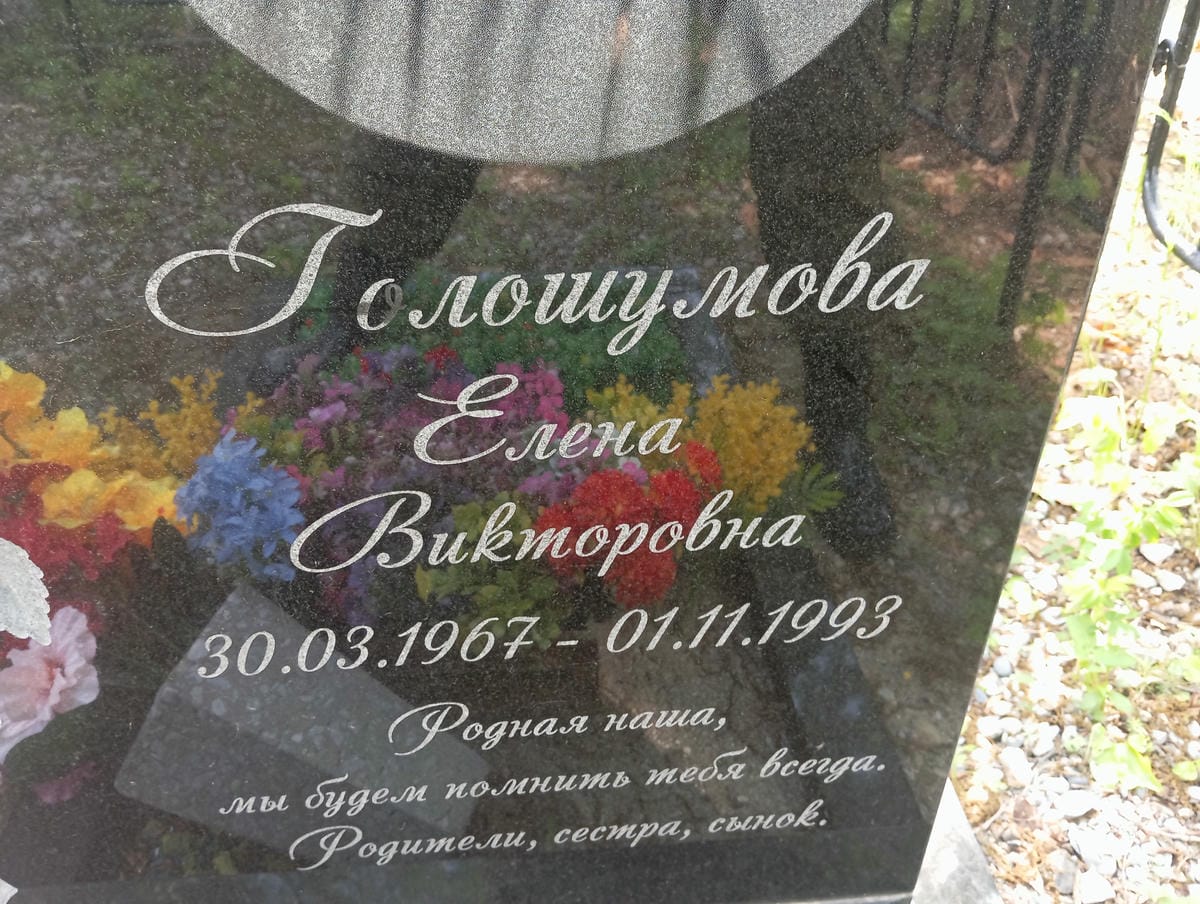 Голошумова
Елена
Викторовна
30.03.1967 - 01.11.1993
Родная наша,
мы будем помнить тебя всегда.
Родители, сестра, сынок.